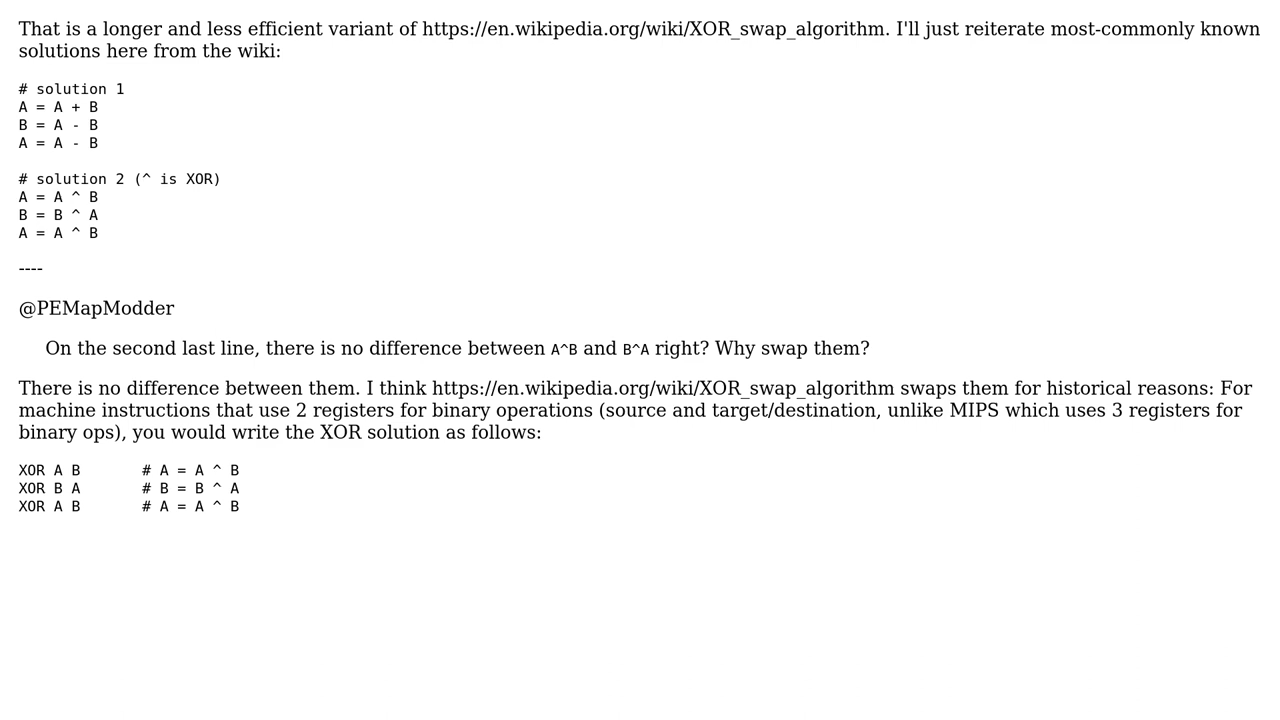 That is a longer and less efficient variant of https://en.wikipedia.org/wiki/XOR_swap_algorithm. I'll just reiterate most-commonly known
solutions here from the wiki:
# solution 1
A = A + B
B = A - B
A = A - B
# solution 2 (^ is XOR)
A = A ^ B
B = B ^ A
A = A ^ B
----
@PEMapModder
On the second last line, there is no difference between A^B and B^A right? Why swap them?
There is no difference between them. I think https://en.wikipedia.org/wiki/XOR_swap_algorithm swaps them for historical reasons: For
machine instructions that use 2 registers for binary operations (source and target/destination, unlike MIPS which uses 3 registers for
binary ops), you would write the XOR solution as follows:
XOR A B       # A = A ^ B
XOR B A       # B = B ^ A
XOR A B       # A = A ^ B